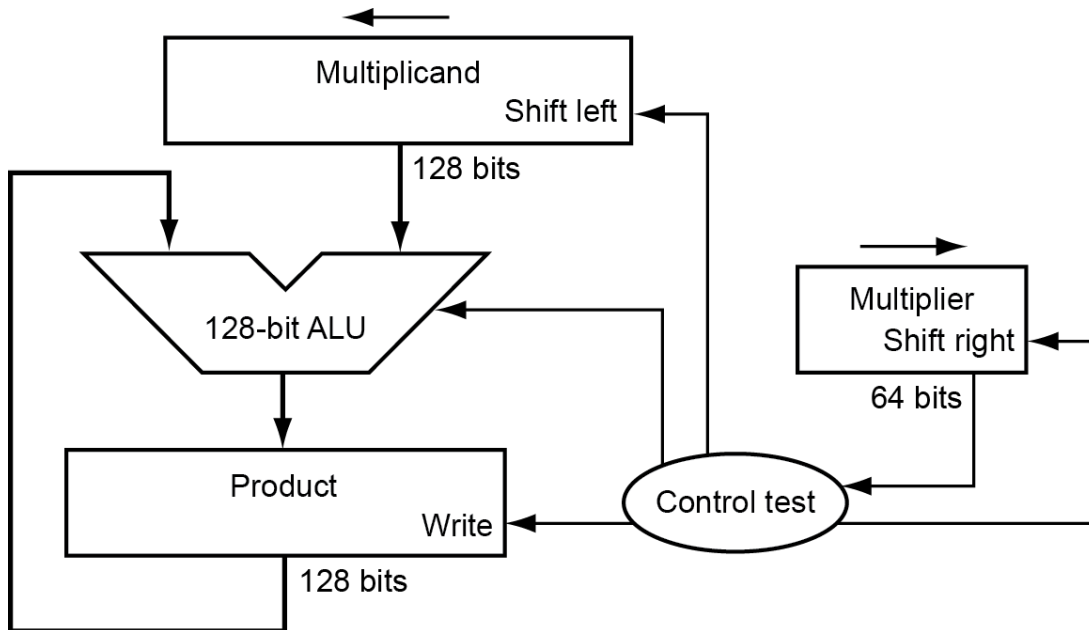 Multiplicand
Shift left
128 bits
128-bit ALU
Multiplier
Shift right
64 bits
Product
Write
Control test
128 bits